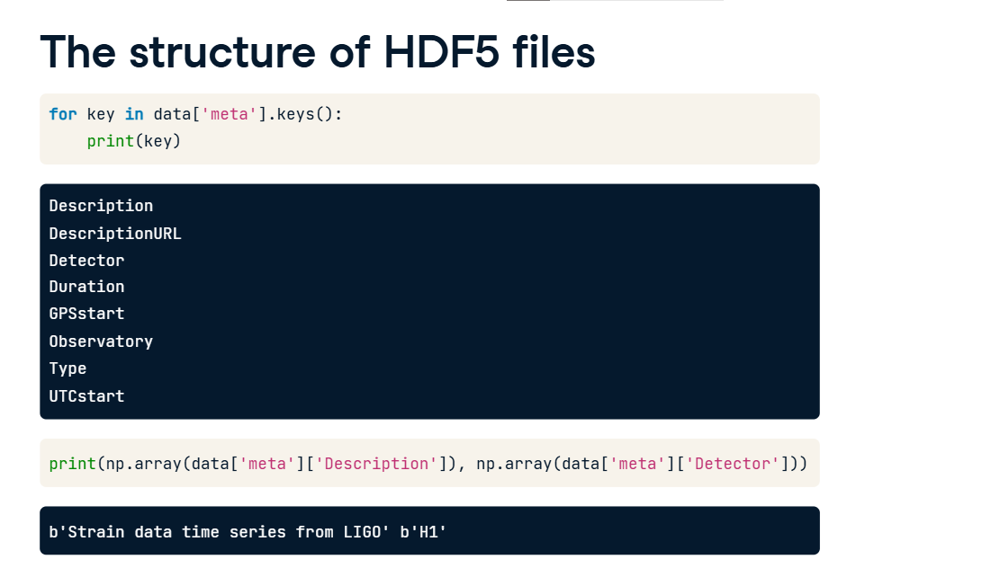 The structure of HDF5 files
for key in data['meta'].keys():
    print(key)
Description
DescriptionURL
Detector
Duration
GPSstart
Observatory
Type
UTCstart
print(np.array(data['meta']['Description']), np.array(data['meta']['Detector']))
b'Strain data time series from LIGO' b'H1'